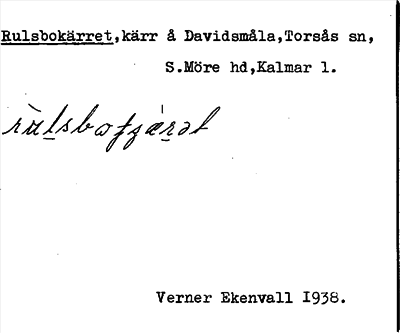 Rulsbokärret,kärr å Davidsmåla,Torsås sn,
S.Möre hd,Kalmar l.
Verner Ekenvall 1938.